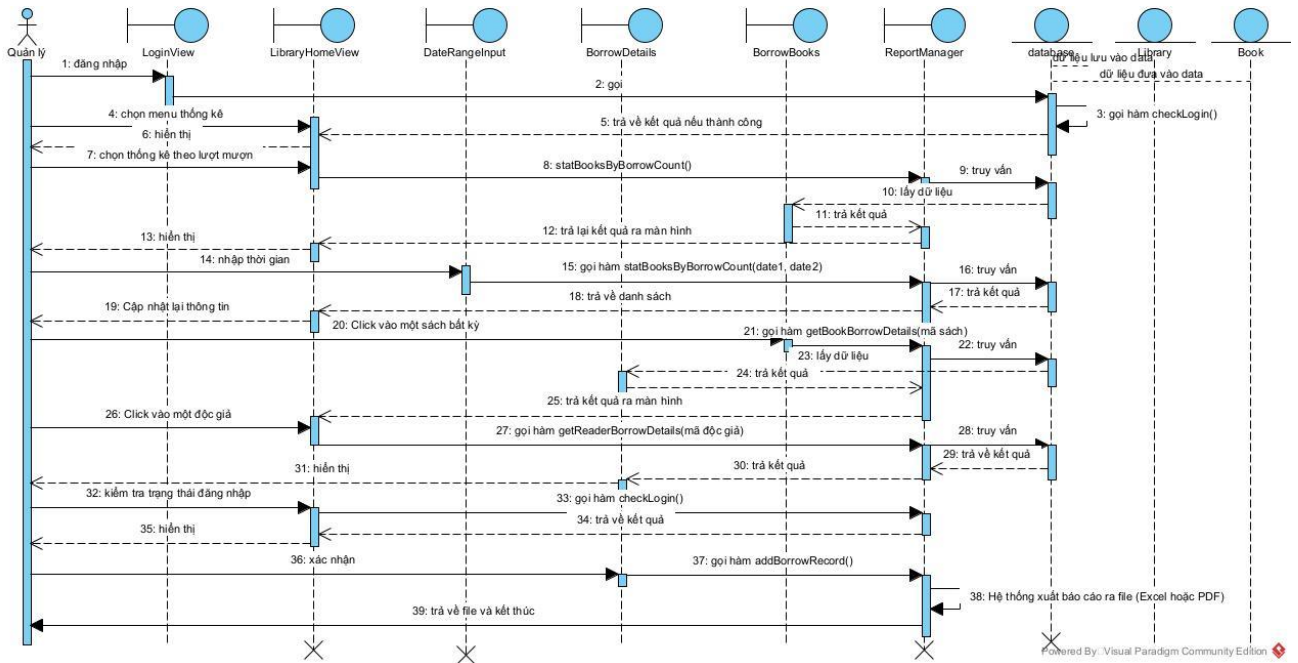 Quản lý
LoginView
LibraryHomeView
DateRangeInput
BorrowDetails
BorrowBooks
ReportManager
database
Library
Book
dữ liệu lưu vào data
dữ liệu đưa vào data
1: đăng nhập
2: gọi
3: gọi hàm checkLogin()
4: chọn menu thống kê
5: trả về kết quả nếu thành công
6: hiển thị
7: chọn thống kê theo lượt mượn
8: statBooksByBorrowCount()
9: truy vấn
10: lấy dữ liệu
11: trả kết quả
12: trả lại kết quả ra màn hình
13: hiển thị
14: nhập thời gian
15: gọi hàm statBooksByBorrowCount(date1, date2)
16: truy vấn
17: trả kết quả
18: trả về danh sách
19: Cập nhật lại thông tin
20: Click vào một sách bất kỳ
21: gọi hàm getBookBorrowDetails(mã sách)
22: truy vấn
23: lấy dữ liệu
24: trả kết quả
25: trả kết quả ra màn hình
26: Click vào một độc giả
27: gọi hàm getReaderBorrowDetails(mã độc giả)
28: truy vấn
29: trả về kết quả
30: trả kết quả
31: hiển thị
32: kiểm tra trạng thái đăng nhập
33: gọi hàm checkLogin()
34: trả về kết quả
35: hiển thị
36: xác nhận
37: gọi hàm addBorrowRecord()
38: Hệ thống xuất báo cáo ra file (Excel hoặc PDF)
39: trả về file và kết thúc
Powered By Visual Paradigm Community Edition